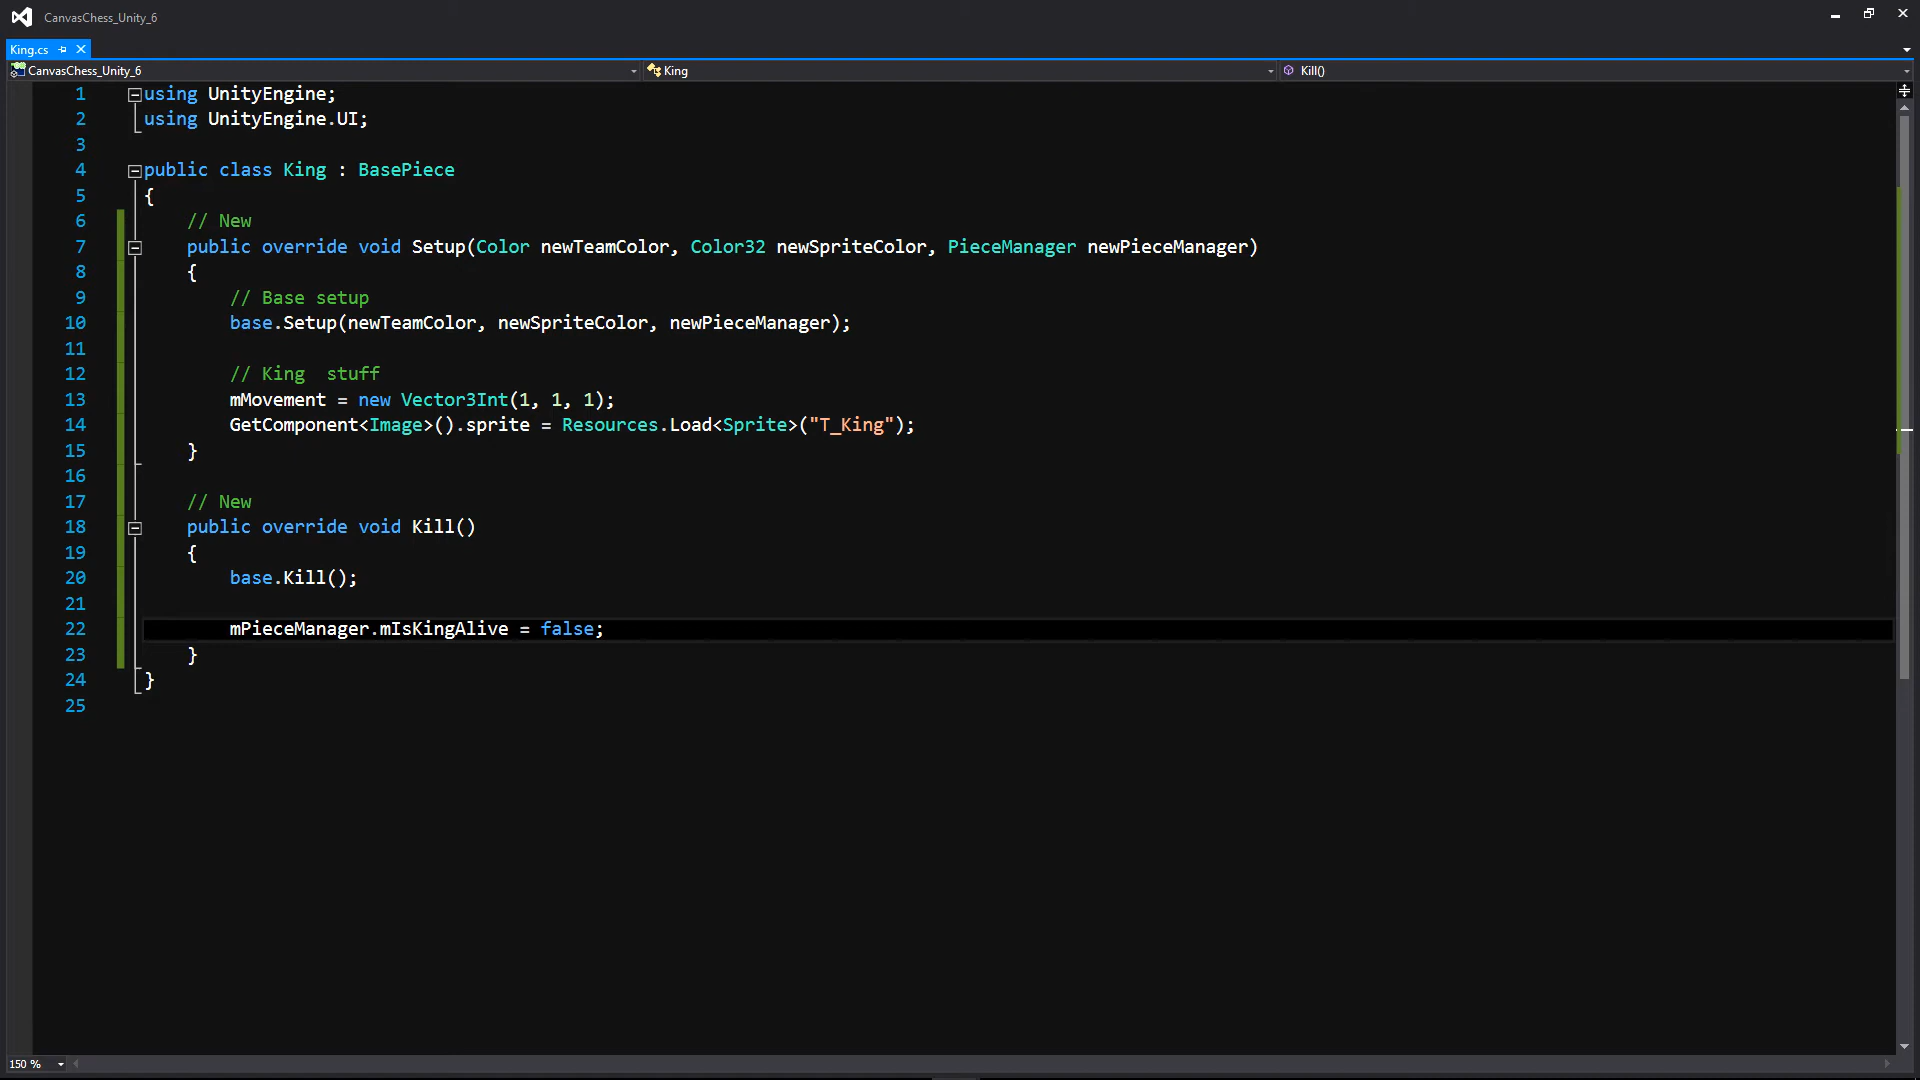 CanvasChess_Unity_6
King.cs
CanvasChess_Unity_6 King Kill()
1 using UnityEngine;
2 using UnityEngine.UI;
3
4 public class King : BasePiece
5 {
6 // New
7 public override void Setup(Color newTeamColor, Color32 newSpriteColor, PieceManager newPieceManager)
8 {
9 // Base setup
10 base.Setup(newTeamColor, newSpriteColor, newPieceManager);
11
12 // King  stuff
13 mMovement = new Vector3Int(1, 1, 1);
14 GetComponent<Image>().sprite = Resources.Load<Sprite>("T_King");
15 }
16
17 // New
18 public override void Kill()
19 {
20 base.Kill();
21
22 mPieceManager.mIsKingAlive = false;
23 }
24 }
25
150 %